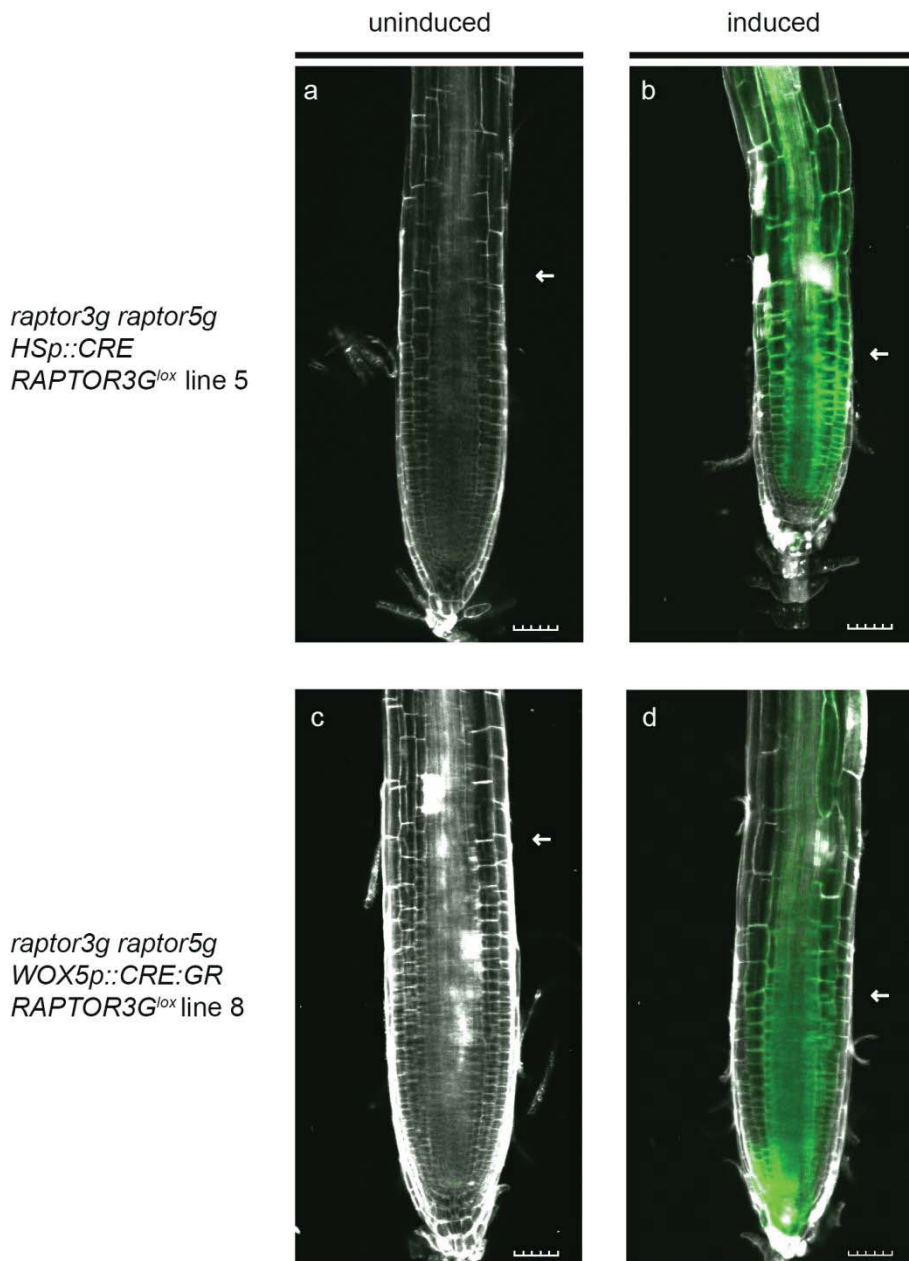 uninduced
induced
a
b
raptor3g raptor5g
HSp::CRE
RAPTOR3G^lox line 5
c
d
raptor3g raptor5g
WOX5p::CRE:GR
RAPTOR3G^lox line 8